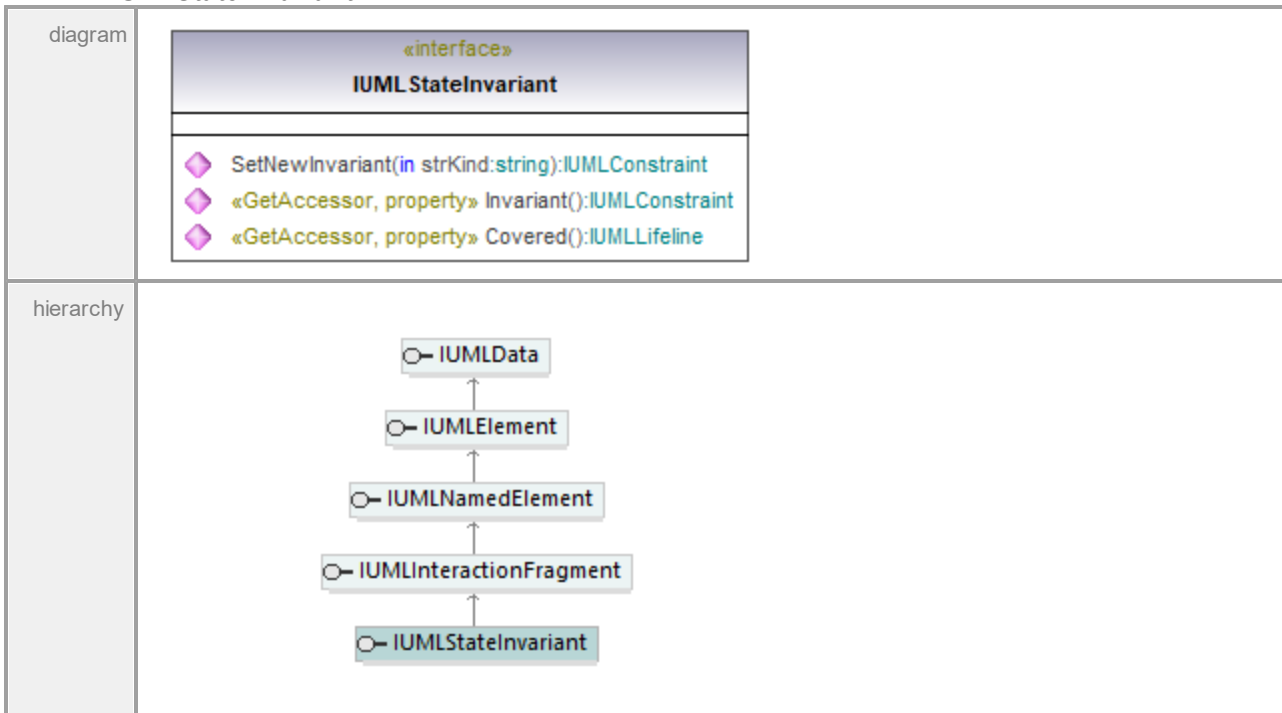 diagram
«interface»
IUMLStateInvariant
SetNewInvariant(in strKind:string):IUMLConstraint
«GetAccessor, property» Invariant():IUMLConstraint
«GetAccessor, property» Covered():IUMLLifeline
hierarchy
IUMLData
IUMLElement
IUMLNamedElement
IUMLInteractionFragment
IUMLStateInvariant